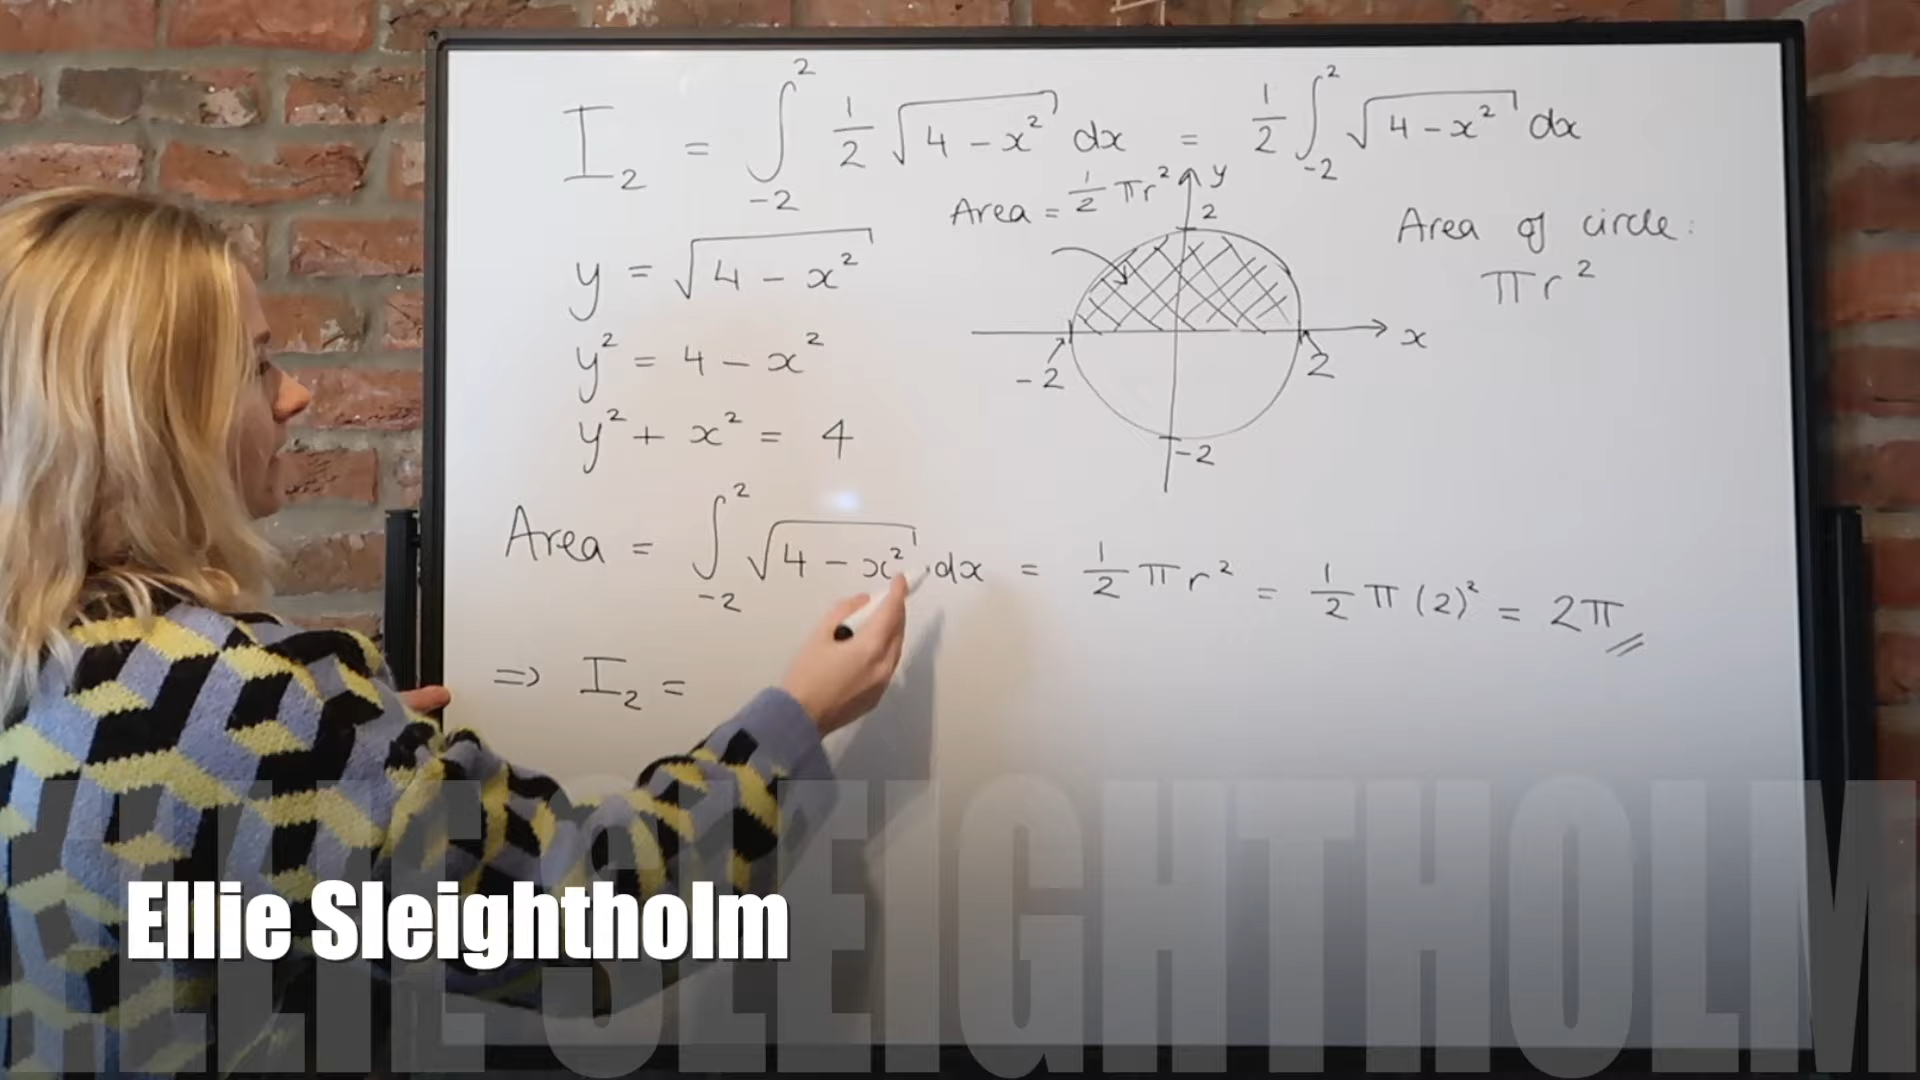 I₂ = ∫₋₂² 1/2 √(4 - x²) dx = 1/2 ∫₋₂² √(4 - x²) dx
Area = 1/2 πr²
y
2
Area of circle:
πr²
y = √(4 - x²)
-2
2
x
y² = 4 - x²
y² + x² = 4
-2
Area = ∫₋₂² √(4 - x²) dx = 1/2 πr² = 1/2 π(2)² = 2π
⇒ I₂ =
ELLIE SLEIGHTHOLM
Ellie Sleightholm